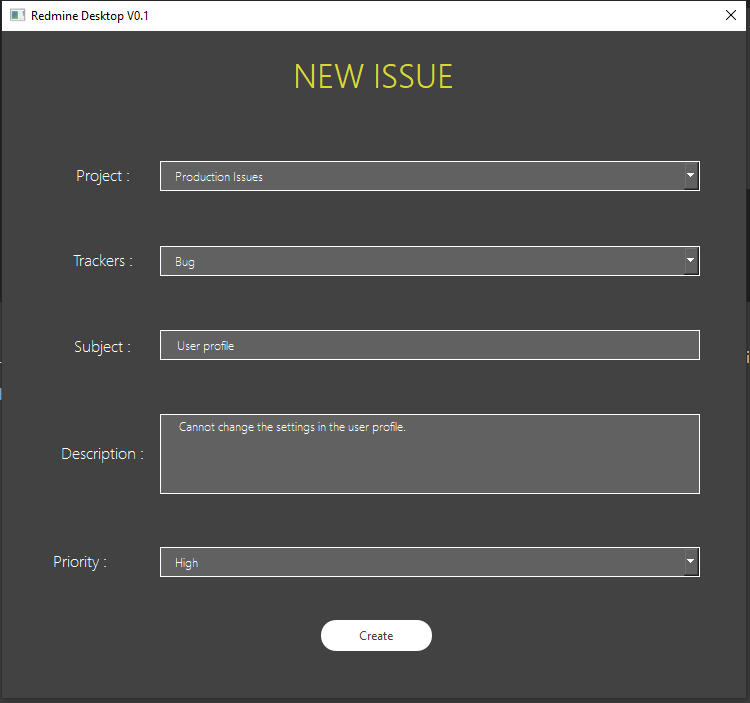 Redmine Desktop V0.1
NEW ISSUE
Project :
Production Issues
Trackers :
Bug
Subject :
User profile
Description :
Cannot change the settings in the user profile.
Priority :
High
Create